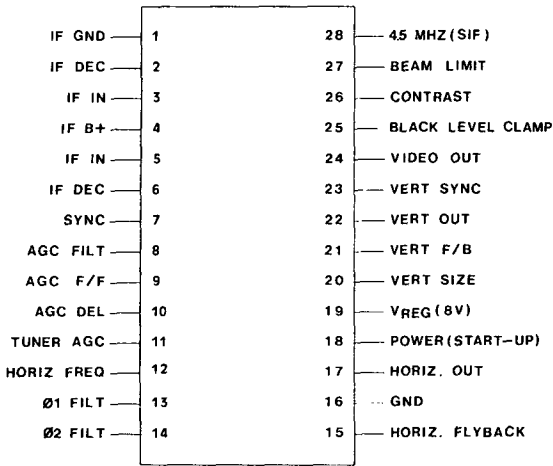 IF GND 1 28 4.5 MHZ (SIF)
IF DEC 2 27 BEAM LIMIT
IF IN 3 26 CONTRAST
IF B+ 4 25 BLACK LEVEL CLAMP
IF IN 5 24 VIDEO OUT
IF DEC 6 23 VERT SYNC
SYNC 7 22 VERT OUT
AGC FILT 8 21 VERT F/B
AGC F/F 9 20 VERT SIZE
AGC DEL 10 19 VREG (8V)
TUNER AGC 11 18 POWER (START-UP)
HORIZ FREQ 12 17 HORIZ. OUT
Ø1 FILT 13 16 GND
Ø2 FILT 14 15 HORIZ. FLYBACK